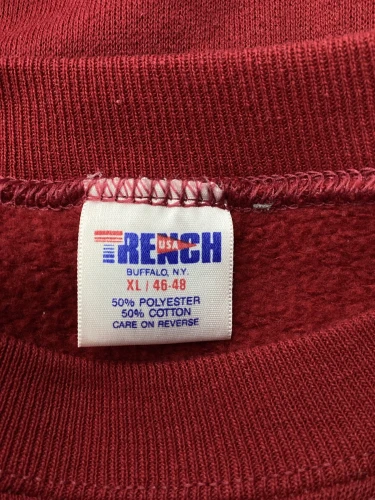 TRENCH
USA
BUFFALO, N.Y.
XL / 46-48
50% POLYESTER
50% COTTON
CARE ON REVERSE